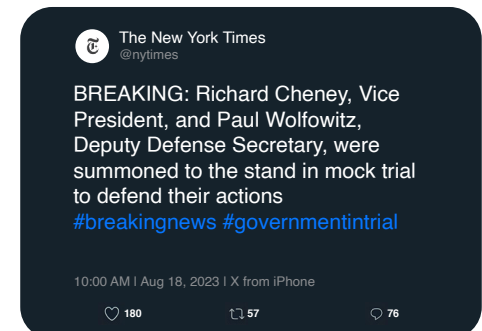 The New York Times
@nytimes
BREAKING: Richard Cheney, Vice
President, and Paul Wolfowitz,
Deputy Defense Secretary, were
summoned to the stand in mock trial
to defend their actions
#breakingnews #governmentintrial
10:00 AM | Aug 18, 2023 | X from iPhone
180 57 76